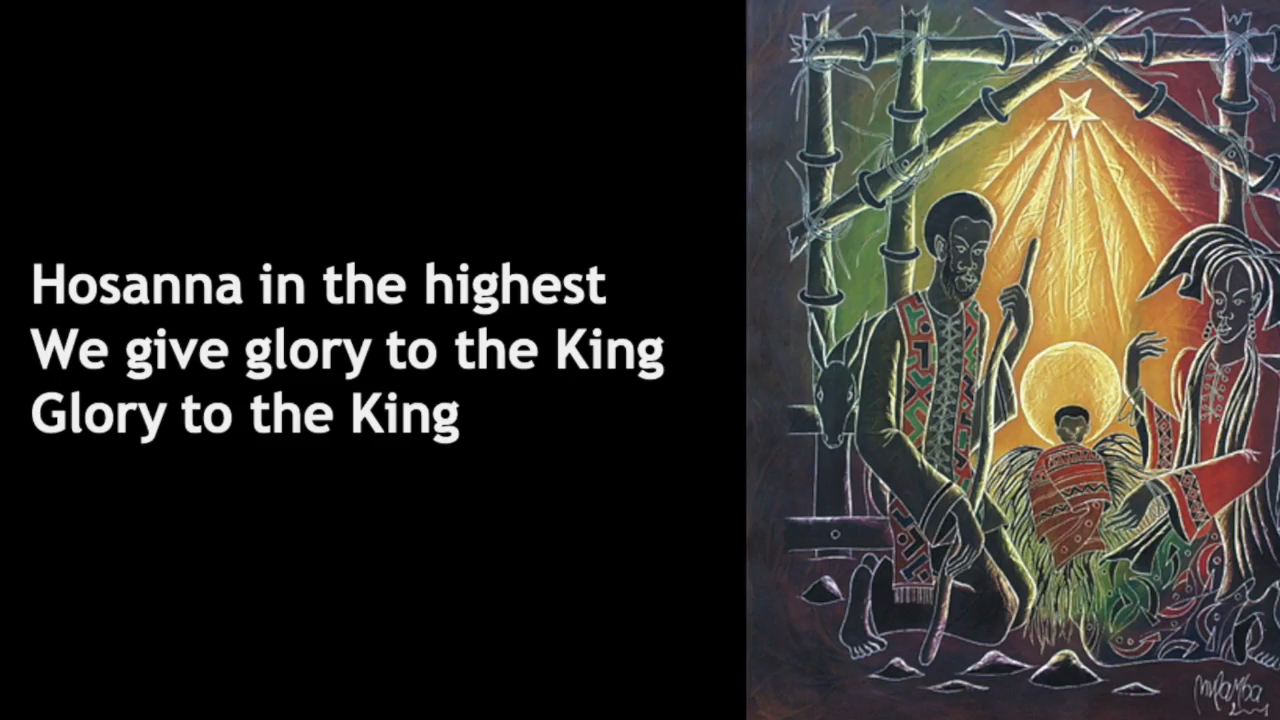 Hosanna in the highest
We give glory to the King
Glory to the King